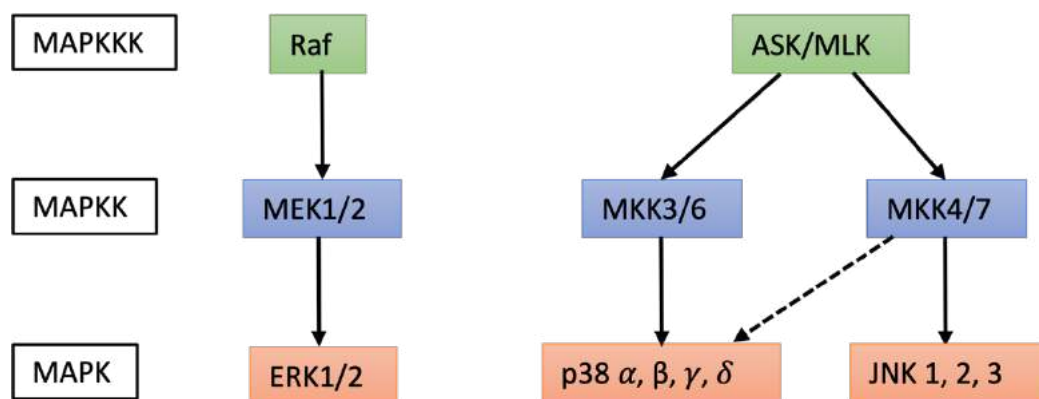 MAPKKK
Raf
ASK/MLK
MAPKK
MEK1/2
MKK3/6
MKK4/7
MAPK
ERK1/2
p38 α, β, γ, δ
JNK 1, 2, 3